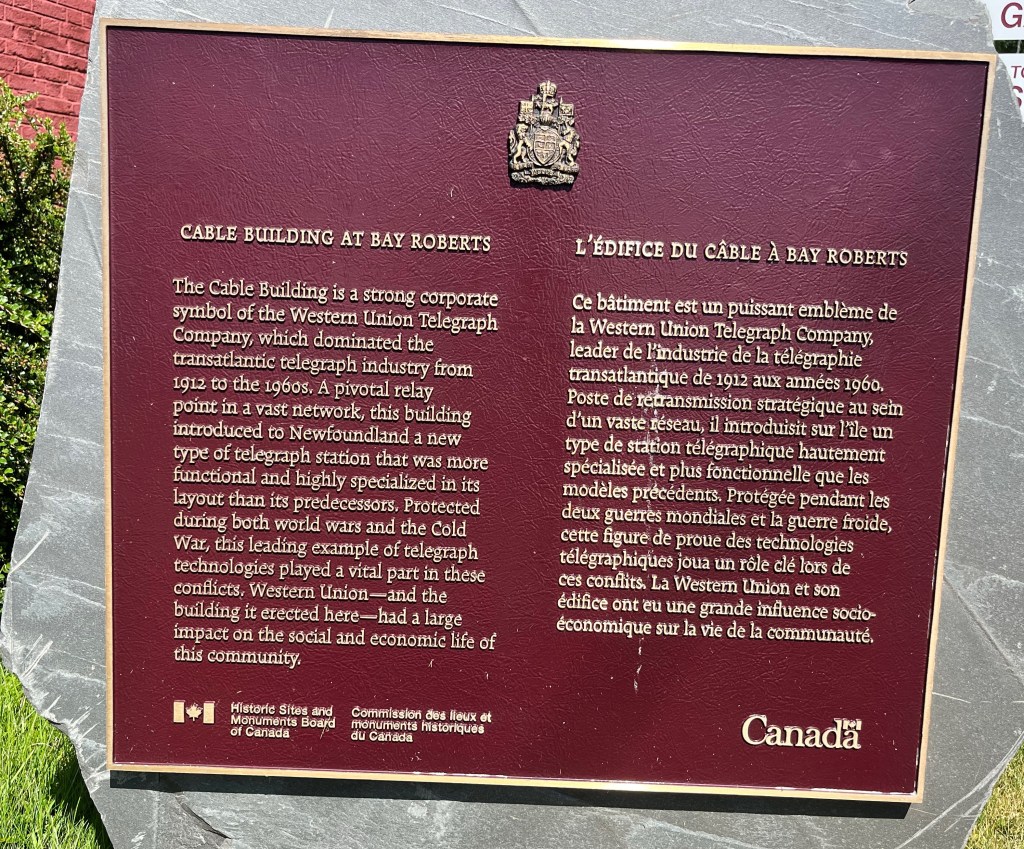 G
TO
S
CABLE BUILDING AT BAY ROBERTS
The Cable Building is a strong corporate
symbol of the Western Union Telegraph
Company, which dominated the
transatlantic telegraph industry from
1912 to the 1960s. A pivotal relay
point in a vast network, this building
introduced to Newfoundland a new
type of telegraph station that was more
functional and highly specialized in its
layout than its predecessors. Protected
during both world wars and the Cold
War, this leading example of telegraph
technologies played a vital part in these
conflicts. Western Union—and the
building it erected here—had a large
impact on the social and economic life of
this community.
L'ÉDIFICE DU CÂBLE À BAY ROBERTS
Ce bâtiment est un puissant emblème de
la Western Union Telegraph Company,
leader de l'industrie de la télégraphie
transatlantique de 1912 aux années 1960.
Poste de retransmission stratégique au sein
d'un vaste réseau, il introduisit sur l'île un
type de station télégraphique hautement
spécialisée et plus fonctionnelle que les
modèles précédents. Protégée pendant les
deux guerres mondiales et la guerre froide,
cette figure de proue des technologies
télégraphiques joua un rôle clé lors de
ces conflits. La Western Union et son
édifice ont eu une grande influence socio-
économique sur la vie de la communauté.
Historic Sites and
Monuments Board
of Canada
Commission des lieux et
monuments historiques
du Canada
Canada